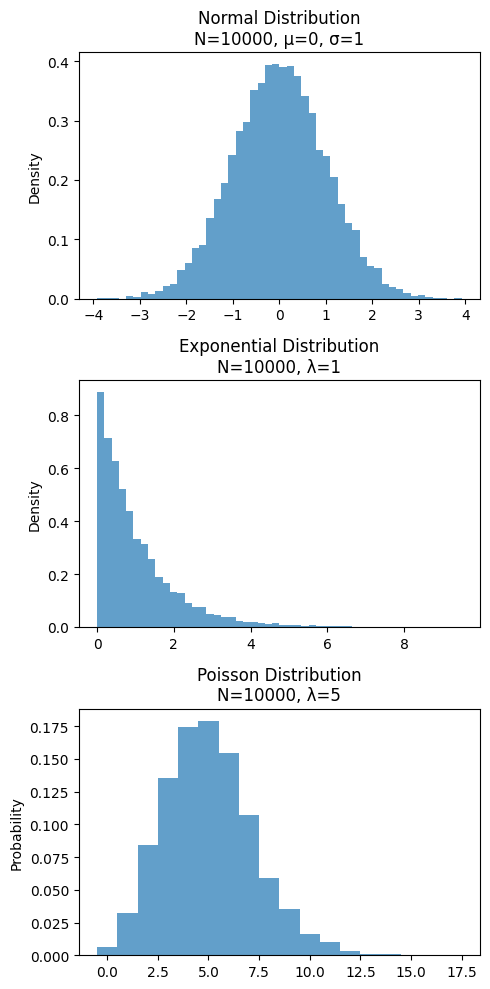 Normal Distribution
N=10000, μ=0, σ=1
0.4
0.3
0.2
0.1
0.0
Density
−4 −3 −2 −1 0 1 2 3 4
Exponential Distribution
N=10000, λ=1
0.8
0.6
0.4
0.2
0.0
Density
0 2 4 6 8
Poisson Distribution
N=10000, λ=5
0.175
0.150
0.125
0.100
0.075
0.050
0.025
0.000
Probability
0.0 2.5 5.0 7.5 10.0 12.5 15.0 17.5